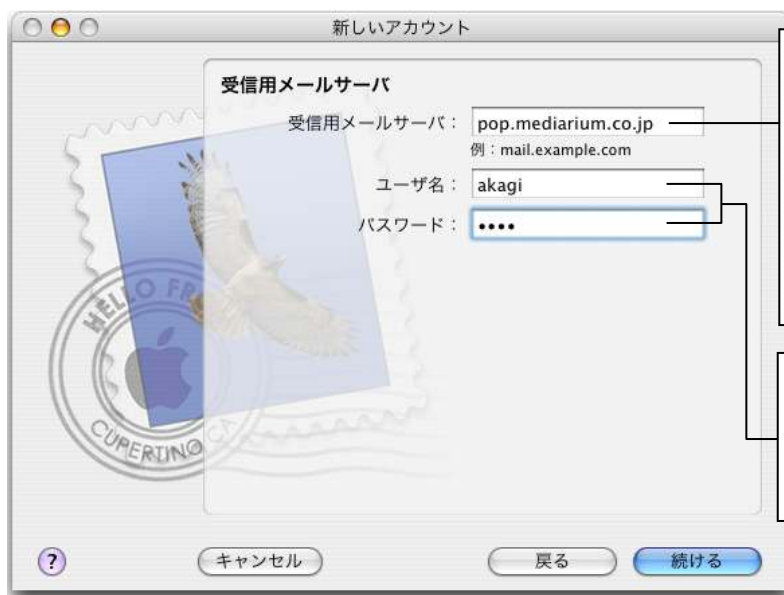 新しいアカウント
受信用メールサーバ
受信用メールサーバ： pop.mediarium.co.jp
例：mail.example.com
ユーザ名： akagi
パスワード： ••••
HELLO FR
CUPERTINO CA
? キャンセル 戻る 続ける